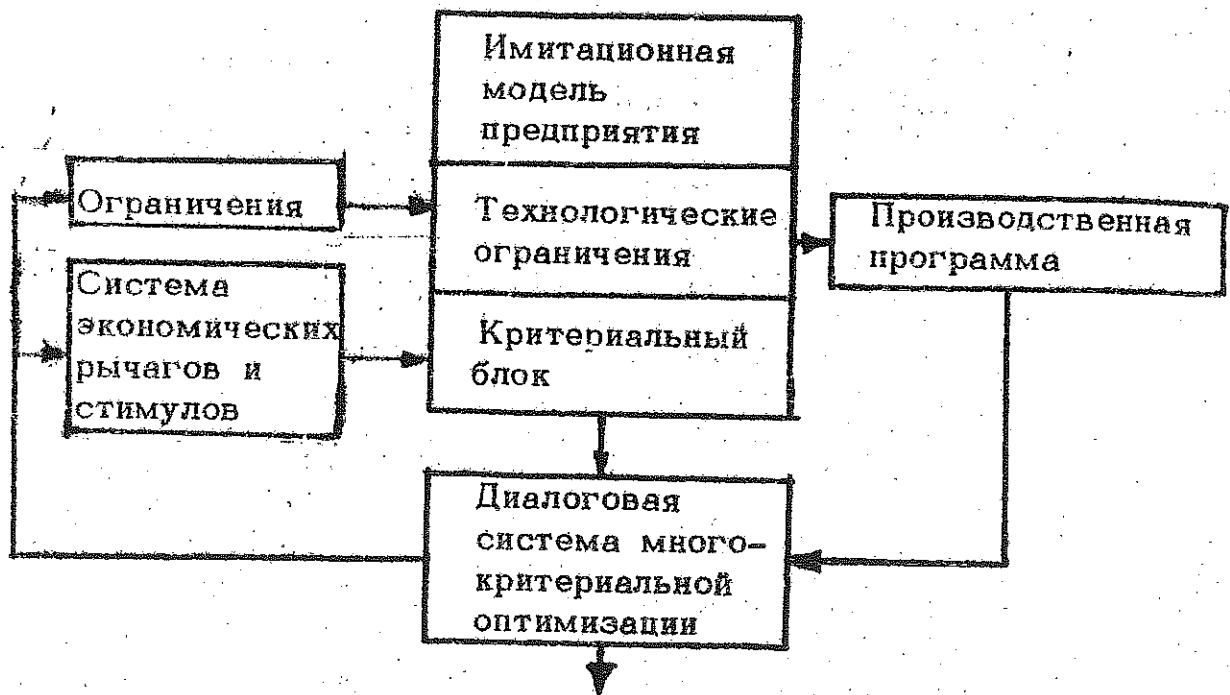 Имитационная
модель
предприятия
Ограничения
Технологические
ограничения
Производственная
программа
Система
экономических
рычагов и
стимулов
Критериальный
блок
Диалоговая
система много-
критериальной
оптимизации